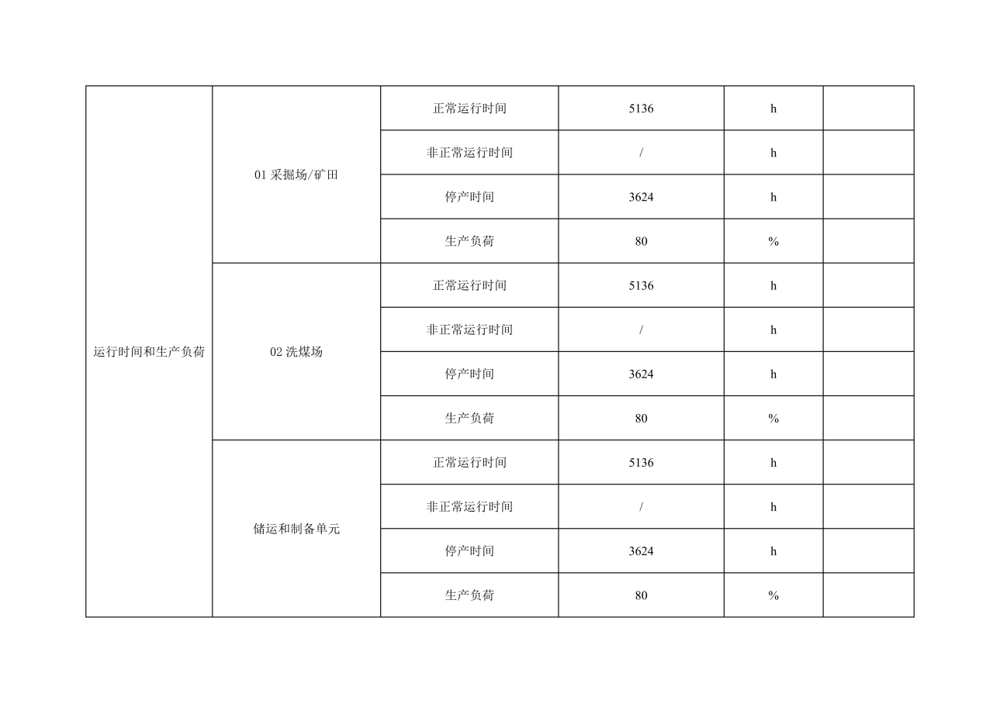 运行时间和生产负荷
01 采掘场/矿田
正常运行时间 5136 h
非正常运行时间 / h
停产时间 3624 h
生产负荷 80 %
02 洗煤场
正常运行时间 5136 h
非正常运行时间 / h
停产时间 3624 h
生产负荷 80 %
储运和制备单元
正常运行时间 5136 h
非正常运行时间 / h
停产时间 3624 h
生产负荷 80 %